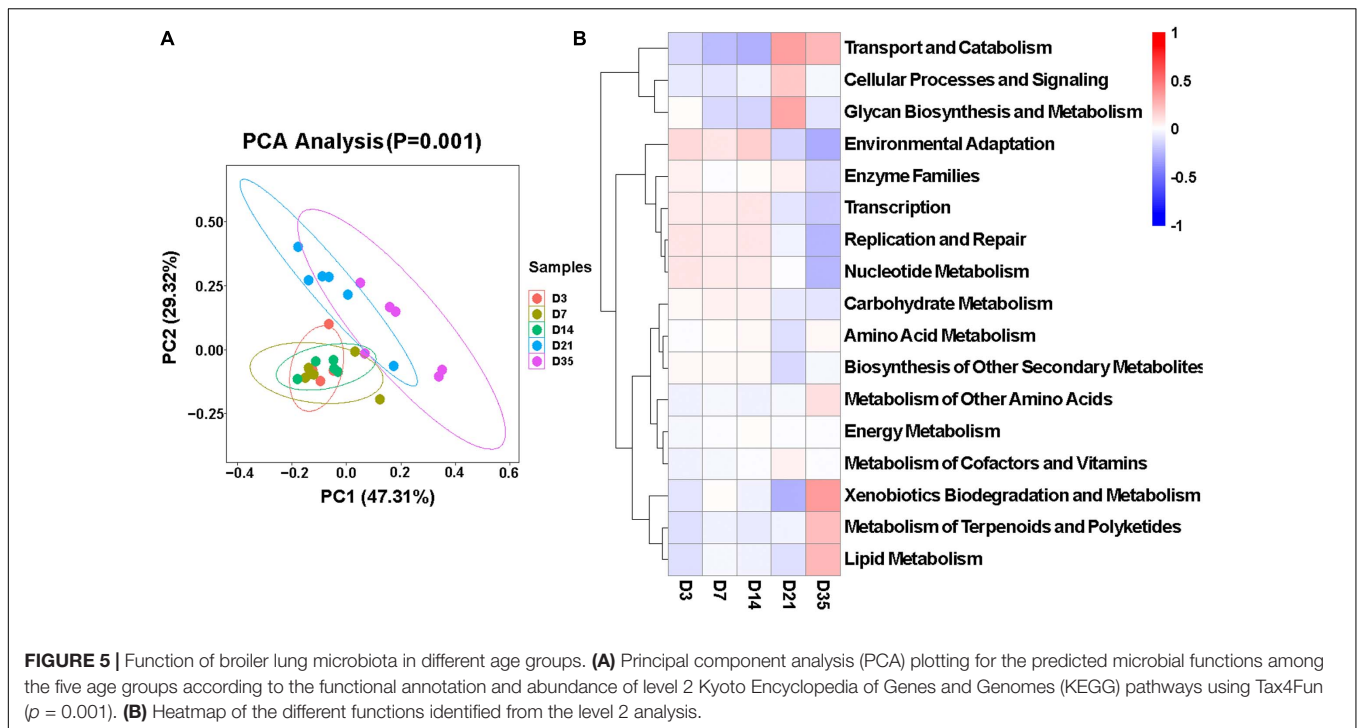 A
PCA Analysis(P=0.001)
PC2 (29.32%)
0.50
0.25
0.00
−0.25
−0.4
−0.2
0.0
0.2
0.4
0.6
PC1 (47.31%)
Samples
D3
D7
D14
D21
D35
B
Transport and Catabolism
Cellular Processes and Signaling
Glycan Biosynthesis and Metabolism
Environmental Adaptation
Enzyme Families
Transcription
Replication and Repair
Nucleotide Metabolism
Carbohydrate Metabolism
Amino Acid Metabolism
Biosynthesis of Other Secondary Metabolites
Metabolism of Other Amino Acids
Energy Metabolism
Metabolism of Cofactors and Vitamins
Xenobiotics Biodegradation and Metabolism
Metabolism of Terpenoids and Polyketides
Lipid Metabolism
D3
D7
D14
D21
D35
1
0.5
0
-0.5
-1
FIGURE 5 | Function of broiler lung microbiota in different age groups. (A) Principal component analysis (PCA) plotting for the predicted microbial functions among
the five age groups according to the functional annotation and abundance of level 2 Kyoto Encyclopedia of Genes and Genomes (KEGG) pathways using Tax4Fun
(p = 0.001). (B) Heatmap of the different functions identified from the level 2 analysis.